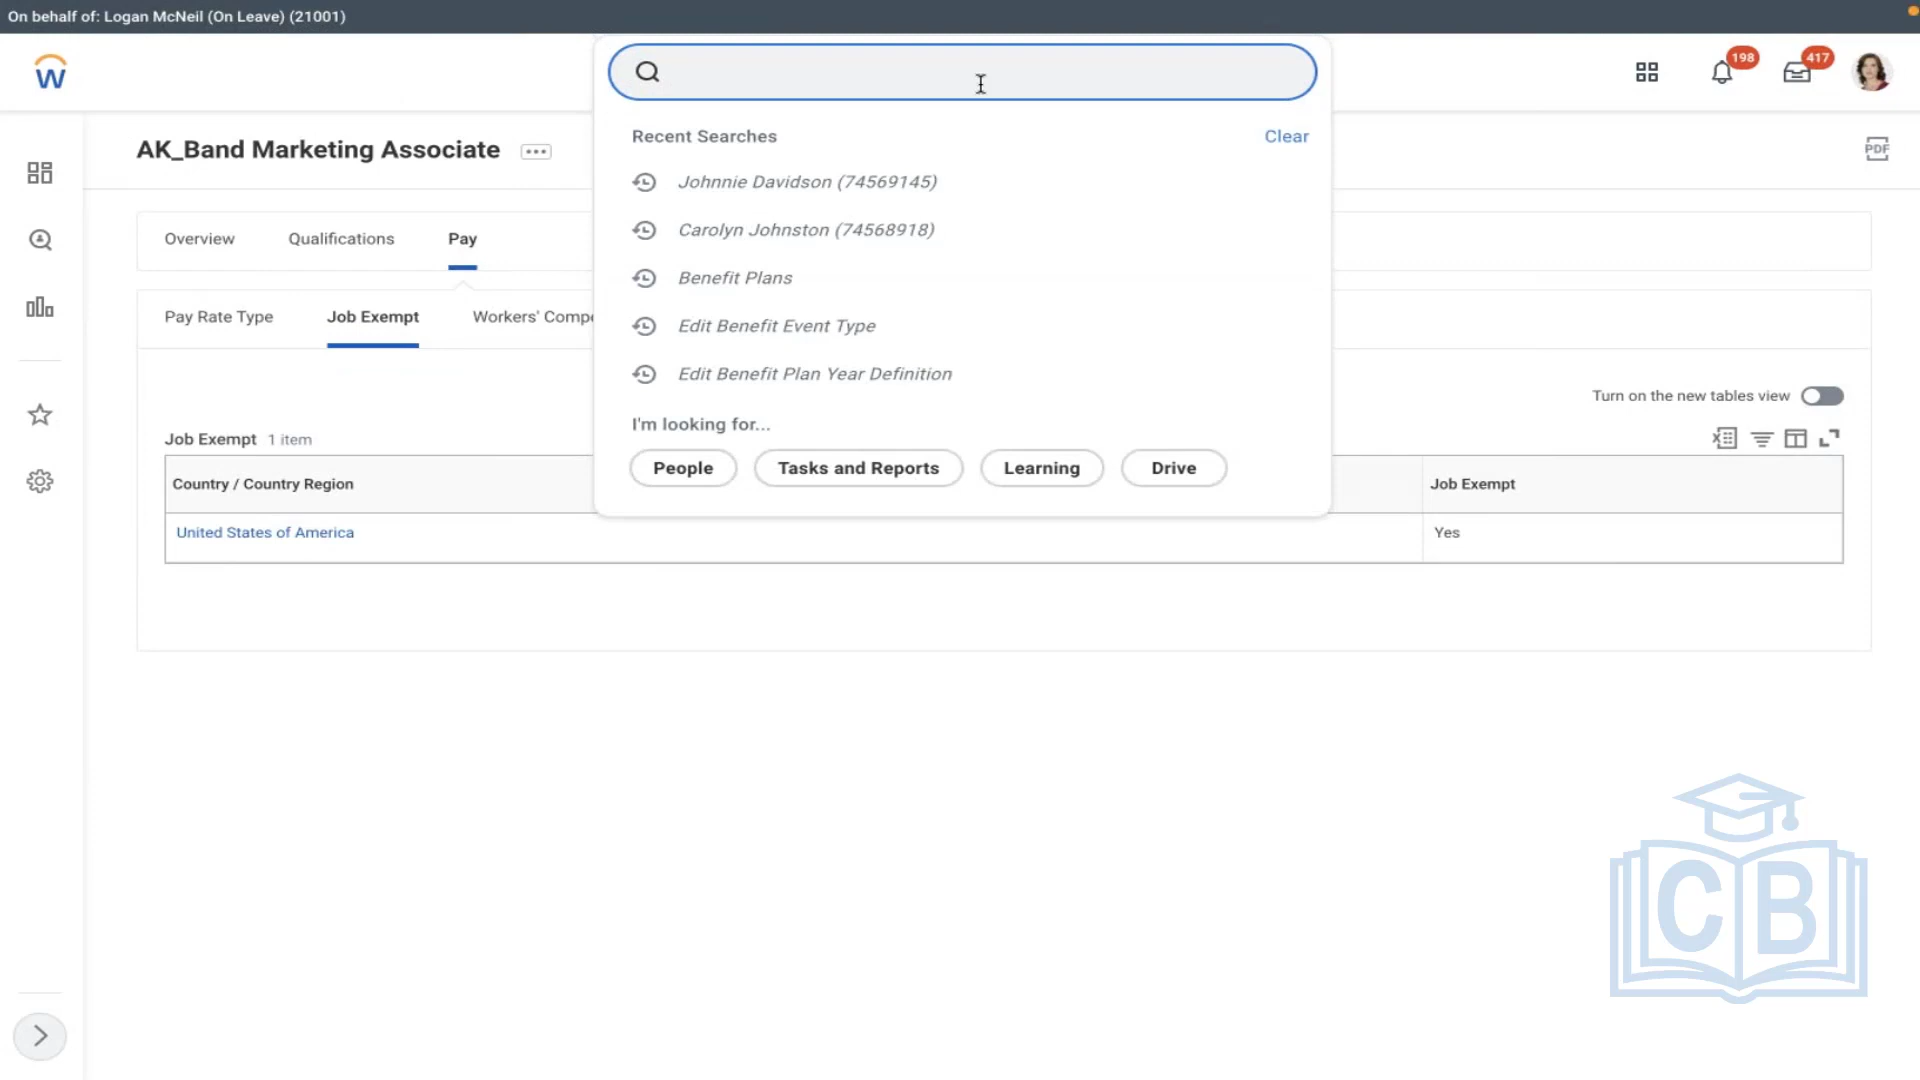 On behalf of: Logan McNeil (On Leave) (21001)
W
198
417
AK_Band Marketing Associate
PDF
Recent Searches
Clear
Johnnie Davidson (74569145)
Carolyn Johnston (74568918)
Benefit Plans
Edit Benefit Event Type
Edit Benefit Plan Year Definition
I'm looking for...
People
Tasks and Reports
Learning
Drive
Overview
Qualifications
Pay
Pay Rate Type
Job Exempt
Workers' Compe
Turn on the new tables view
Job Exempt 1 item
Country / Country Region
Job Exempt
United States of America
Yes
CB